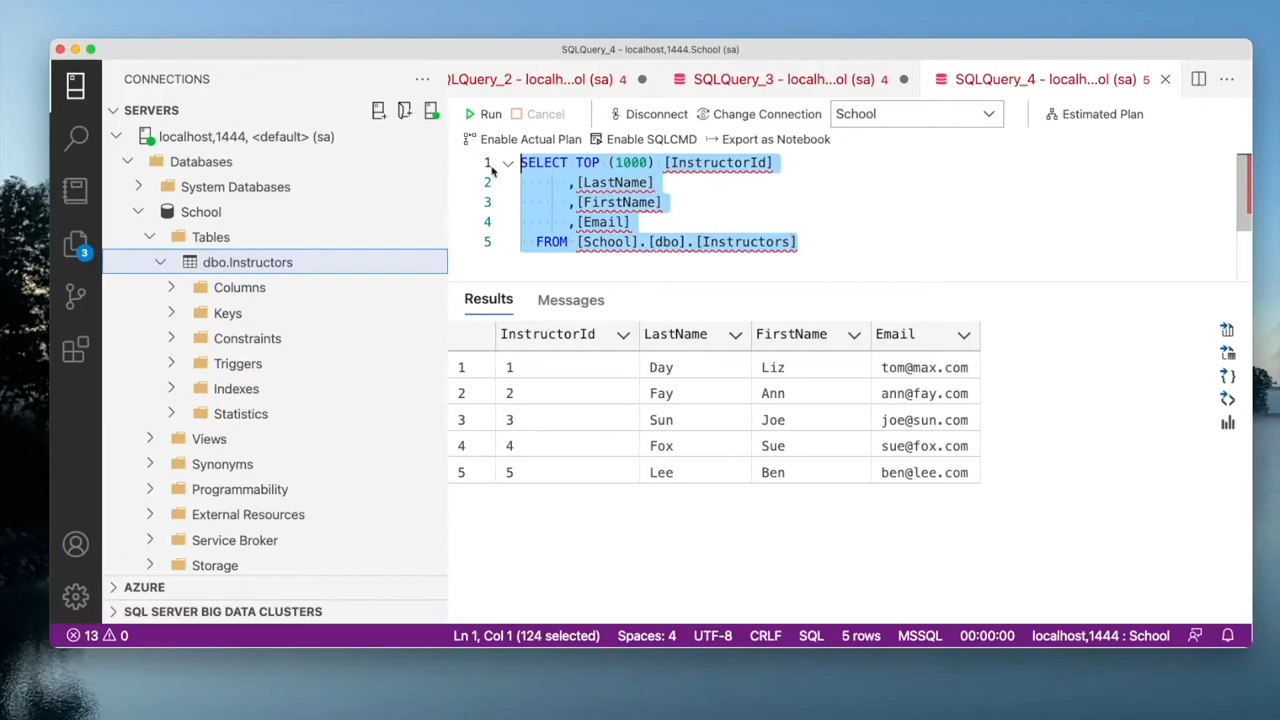 SQLQuery_4 - localhost,1444.School (sa)
CONNECTIONS
SERVERS
localhost,1444, <default> (sa)
Databases
System Databases
School
Tables
dbo.Instructors
Columns
Keys
Constraints
Triggers
Indexes
Statistics
Views
Synonyms
Programmability
External Resources
Service Broker
Storage
AZURE
SQL SERVER BIG DATA CLUSTERS
3
QLQuery_2 - localh...ol (sa) 4
SQLQuery_3 - localh...ol (sa) 4
SQLQuery_4 - localh...ol (sa) 5
Run Cancel Disconnect Change Connection School Estimated Plan
Enable Actual Plan Enable SQLCMD Export as Notebook
1 SELECT TOP (1000) [InstructorId]
2 ,[LastName]
3 ,[FirstName]
4 ,[Email]
5 FROM [School].[dbo].[Instructors]
Results Messages
InstructorId LastName FirstName Email
1 1 Day Liz tom@max.com
2 2 Fay Ann ann@fay.com
3 3 Sun Joe joe@sun.com
4 4 Fox Sue sue@fox.com
5 5 Lee Ben ben@lee.com
13 0 Ln 1, Col 1 (124 selected) Spaces: 4 UTF-8 CRLF SQL 5 rows MSSQL 00:00:00 localhost,1444 : School